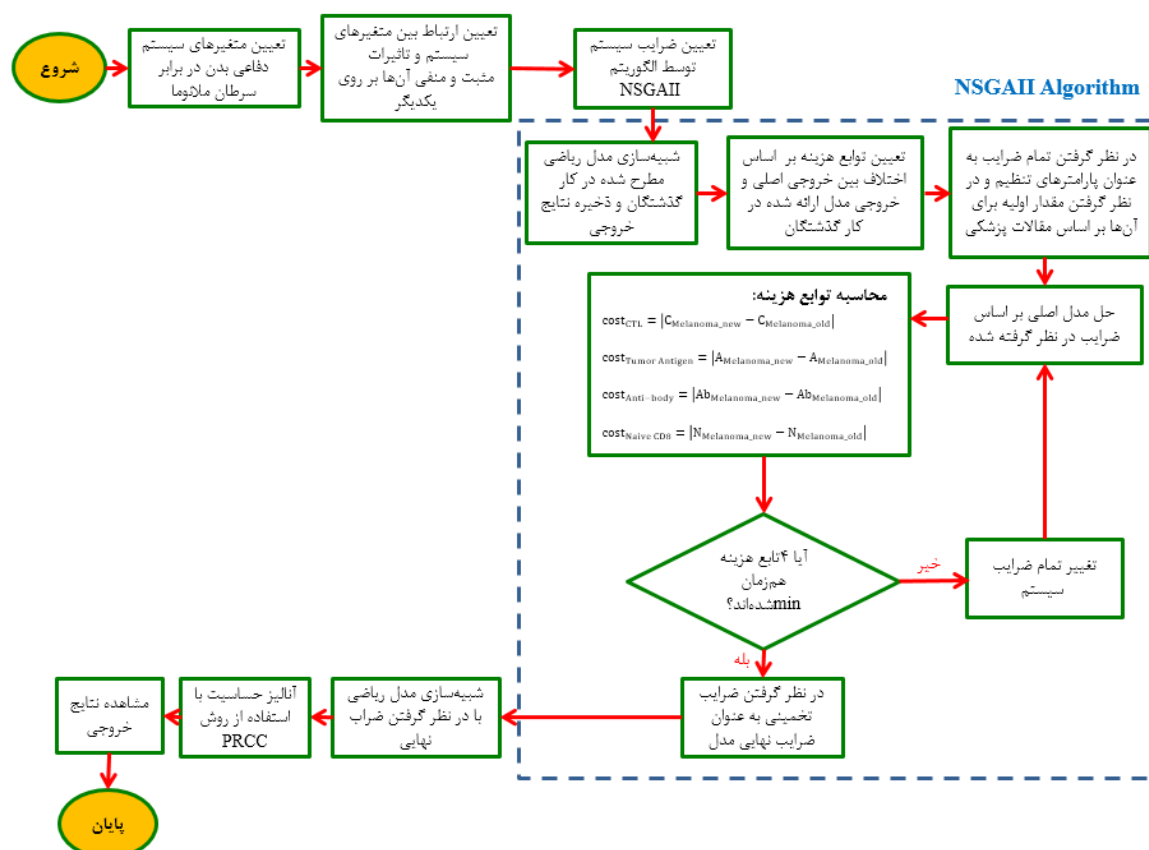 شروع
تعیین متغیرهای سیستم
دفاعی بدن در برابر
سرطان ملانوما
تعیین ارتباط بین متغیرهای
سیستم و تاثیرات
مثبت و منفی آن‌ها بر روی
یکدیگر
تعیین ضرایب سیستم
توسط الگوریتم
NSGAII
NSGAII Algorithm
شبیه‌سازی مدل ریاضی
مطرح شده در کار
گذشتگان و ذخیره نتایج
خروجی
تعیین توابع هزینه بر اساس
اختلاف بین خروجی اصلی و
خروجی مدل ارائه شده در
کار گذشتگان
در نظر گرفتن تمام ضرایب به
عنوان پارامترهای تنظیم و در
نظر گرفتن مقدار اولیه برای
آن‌ها بر اساس مقالات پزشکی
حل مدل اصلی بر اساس
ضرایب در نظر گرفته شده
محاسبه توابع هزینه:
cost_CTL = |C_Melanoma_new − C_Melanoma_old|
cost_Tumor Antigen = |A_Melanoma_new − A_Melanoma_old|
cost_Anti−body = |Ab_Melanoma_new − Ab_Melanoma_old|
cost_Naive CD8 = |N_Melanoma_new − N_Melanoma_old|
آیا ۴تابع هزینه
هم‌زمان
minشده‌اند؟
خیر
تغییر تمام ضرایب
سیستم
بله
در نظر گرفتن ضرایب
تخمینی به عنوان
ضرایب نهایی مدل
شبیه‌سازی مدل ریاضی
با در نظر گرفتن ضراب
نهایی
آنالیز حساسیت با
استفاده از روش
PRCC
مشاهده نتایج
خروجی
پایان